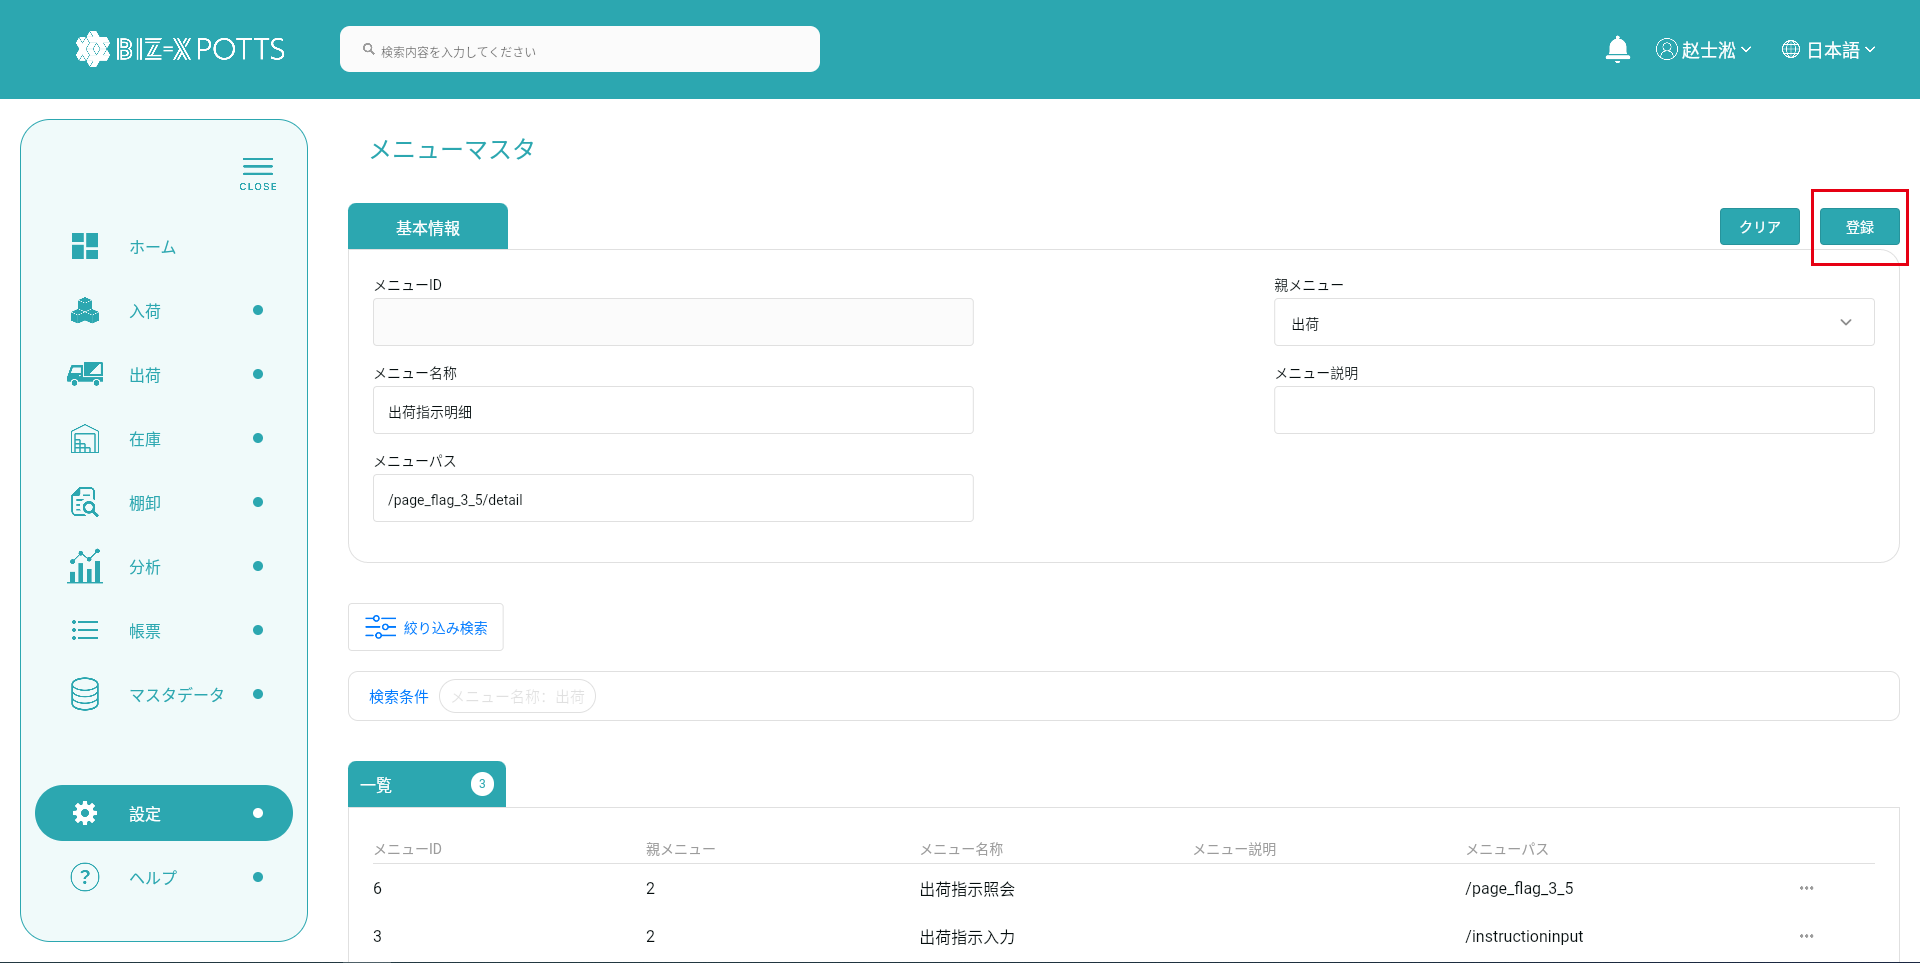 BIZ=X POTTS
検索内容を入力してください
赵士淞
日本語
CLOSE
ホーム
入荷
出荷
在庫
棚卸
分析
帳票
マスタデータ
設定
ヘルプ
メニューマスタ
基本情報
クリア
登録
メニューID
親メニュー
出荷
メニュー名称
出荷指示明细
メニュー説明
メニューパス
/page_flag_3_5/detail
絞り込み検索
検索条件
メニュー名称: 出荷
一覧
3
メニューID 親メニュー メニュー名称 メニュー説明 メニューパス
6 2 出荷指示照会 /page_flag_3_5
3 2 出荷指示入力 /instructioninput